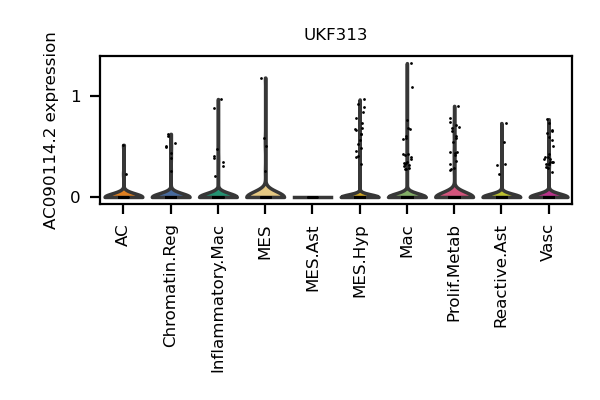 UKF313
AC090114.2 expression
1
0
AC
Chromatin.Reg
Inflammatory.Mac
MES
MES.Ast
MES.Hyp
Mac
Prolif.Metab
Reactive.Ast
Vasc